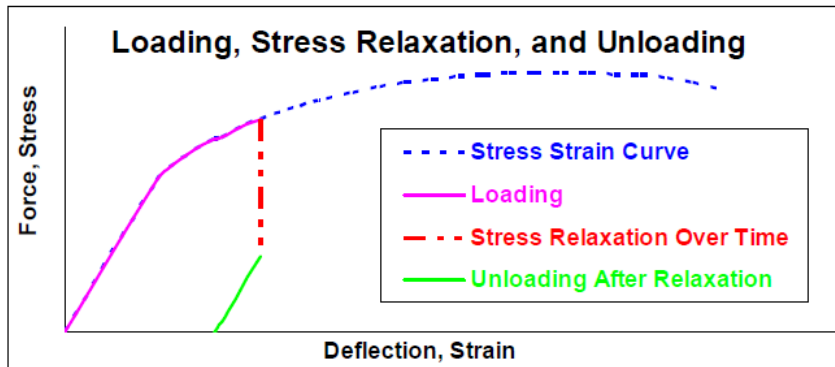 Loading, Stress Relaxation, and Unloading
Force, Stress
Stress Strain Curve
Loading
Stress Relaxation Over Time
Unloading After Relaxation
Deflection, Strain